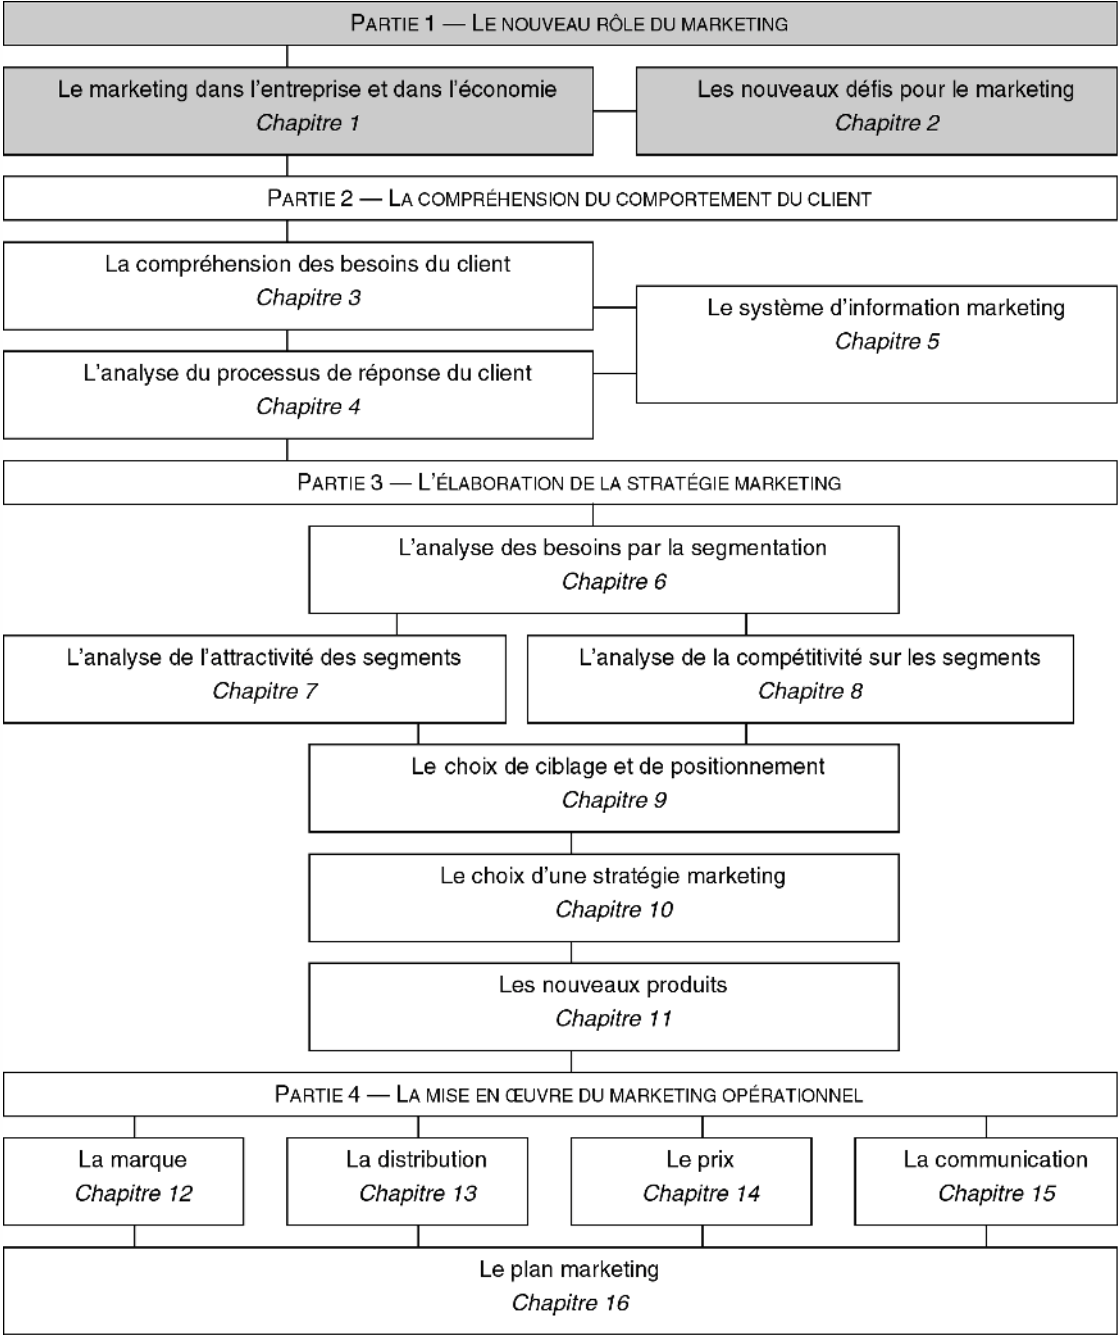 PARTIE 1 — LE NOUVEAU RÔLE DU MARKETING
Le marketing dans l'entreprise et dans l'économie
Chapitre 1
Les nouveaux défis pour le marketing
Chapitre 2
PARTIE 2 — LA COMPRÉHENSION DU COMPORTEMENT DU CLIENT
La compréhension des besoins du client
Chapitre 3
Le système d'information marketing
Chapitre 5
L'analyse du processus de réponse du client
Chapitre 4
PARTIE 3 — L'ÉLABORATION DE LA STRATÉGIE MARKETING
L'analyse des besoins par la segmentation
Chapitre 6
L'analyse de l'attractivité des segments
Chapitre 7
L'analyse de la compétitivité sur les segments
Chapitre 8
Le choix de ciblage et de positionnement
Chapitre 9
Le choix d'une stratégie marketing
Chapitre 10
Les nouveaux produits
Chapitre 11
PARTIE 4 — LA MISE EN ŒUVRE DU MARKETING OPÉRATIONNEL
La marque
Chapitre 12
La distribution
Chapitre 13
Le prix
Chapitre 14
La communication
Chapitre 15
Le plan marketing
Chapitre 16